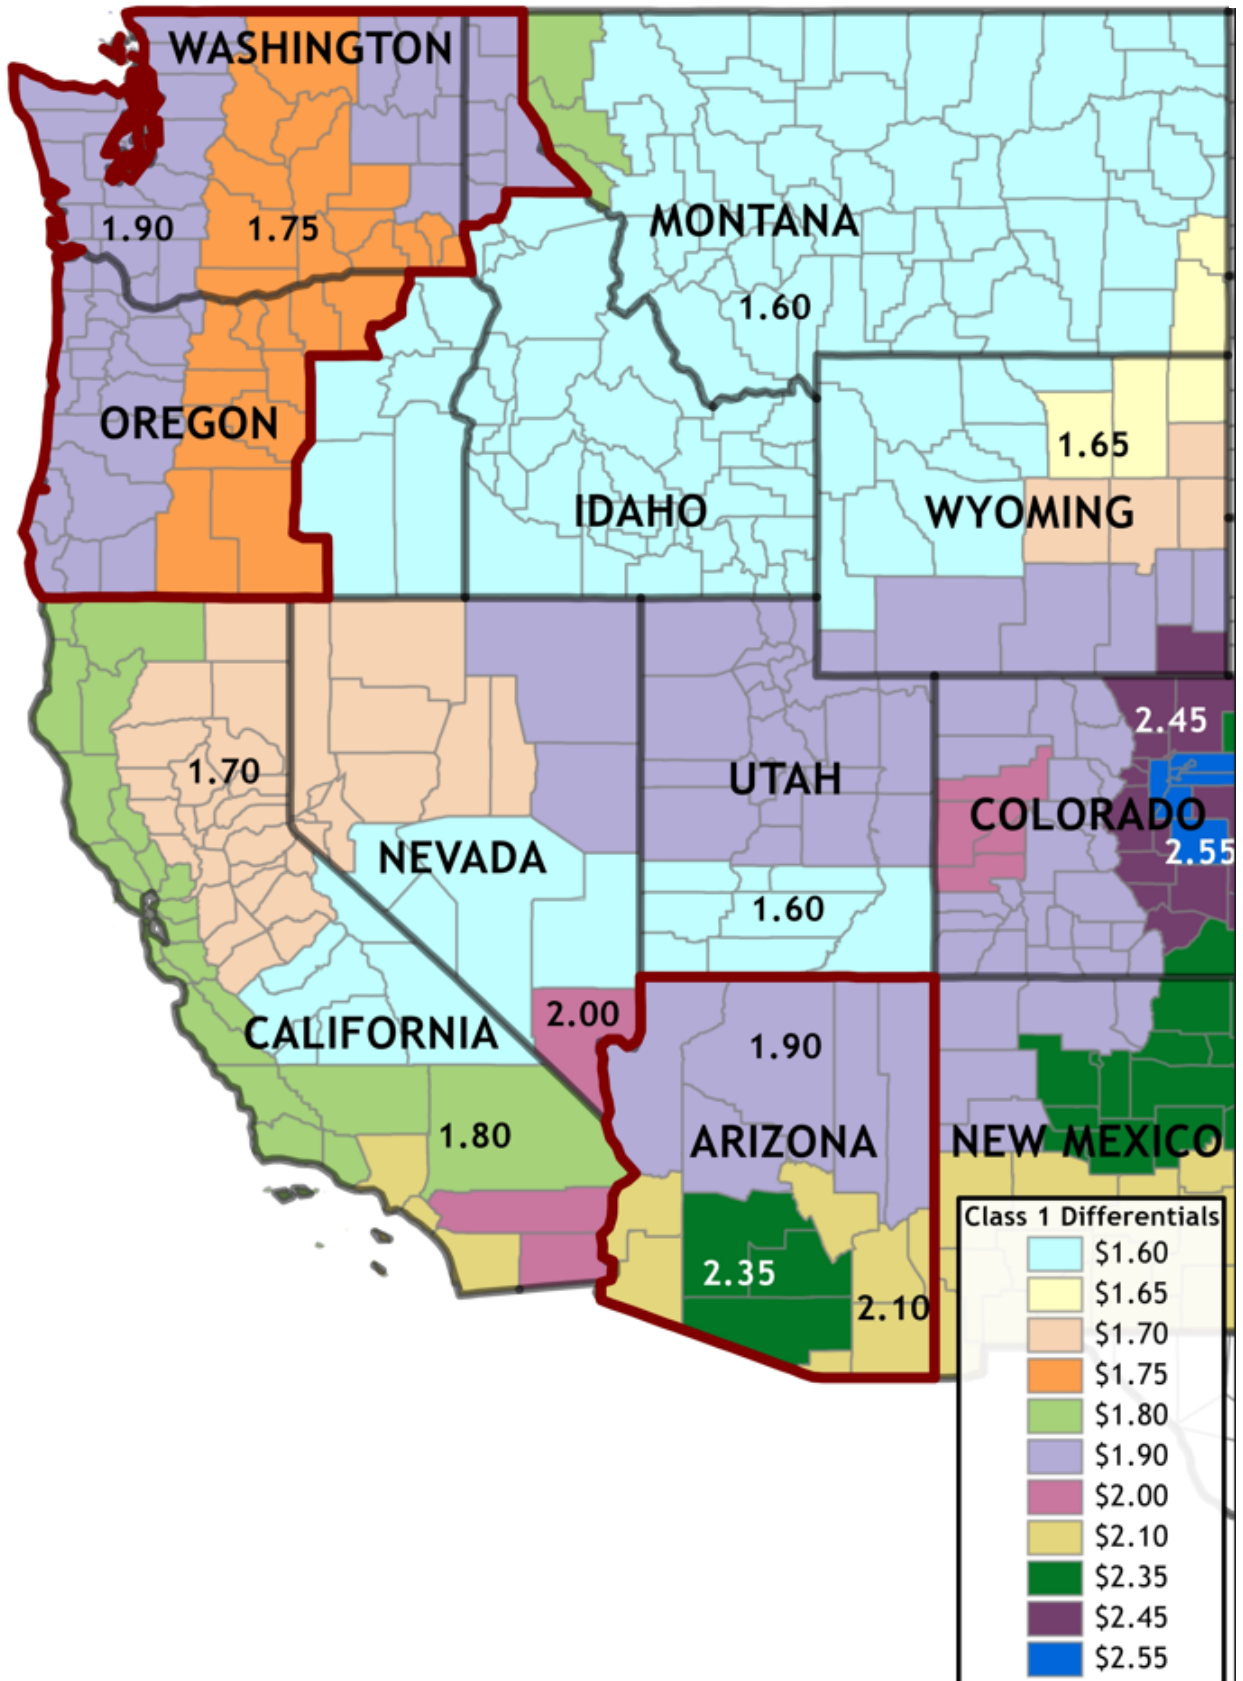 WASHINGTON
1.90
1.75
MONTANA
1.60
OREGON
1.65
IDAHO
WYOMING
2.45
1.70
UTAH
COLORADO
NEVADA
2.55
1.60
2.00
CALIFORNIA
1.90
1.80
ARIZONA
NEW MEXICO
2.35
2.10
Class 1 Differentials
$1.60
$1.65
$1.70
$1.75
$1.80
$1.90
$2.00
$2.10
$2.35
$2.45
$2.55